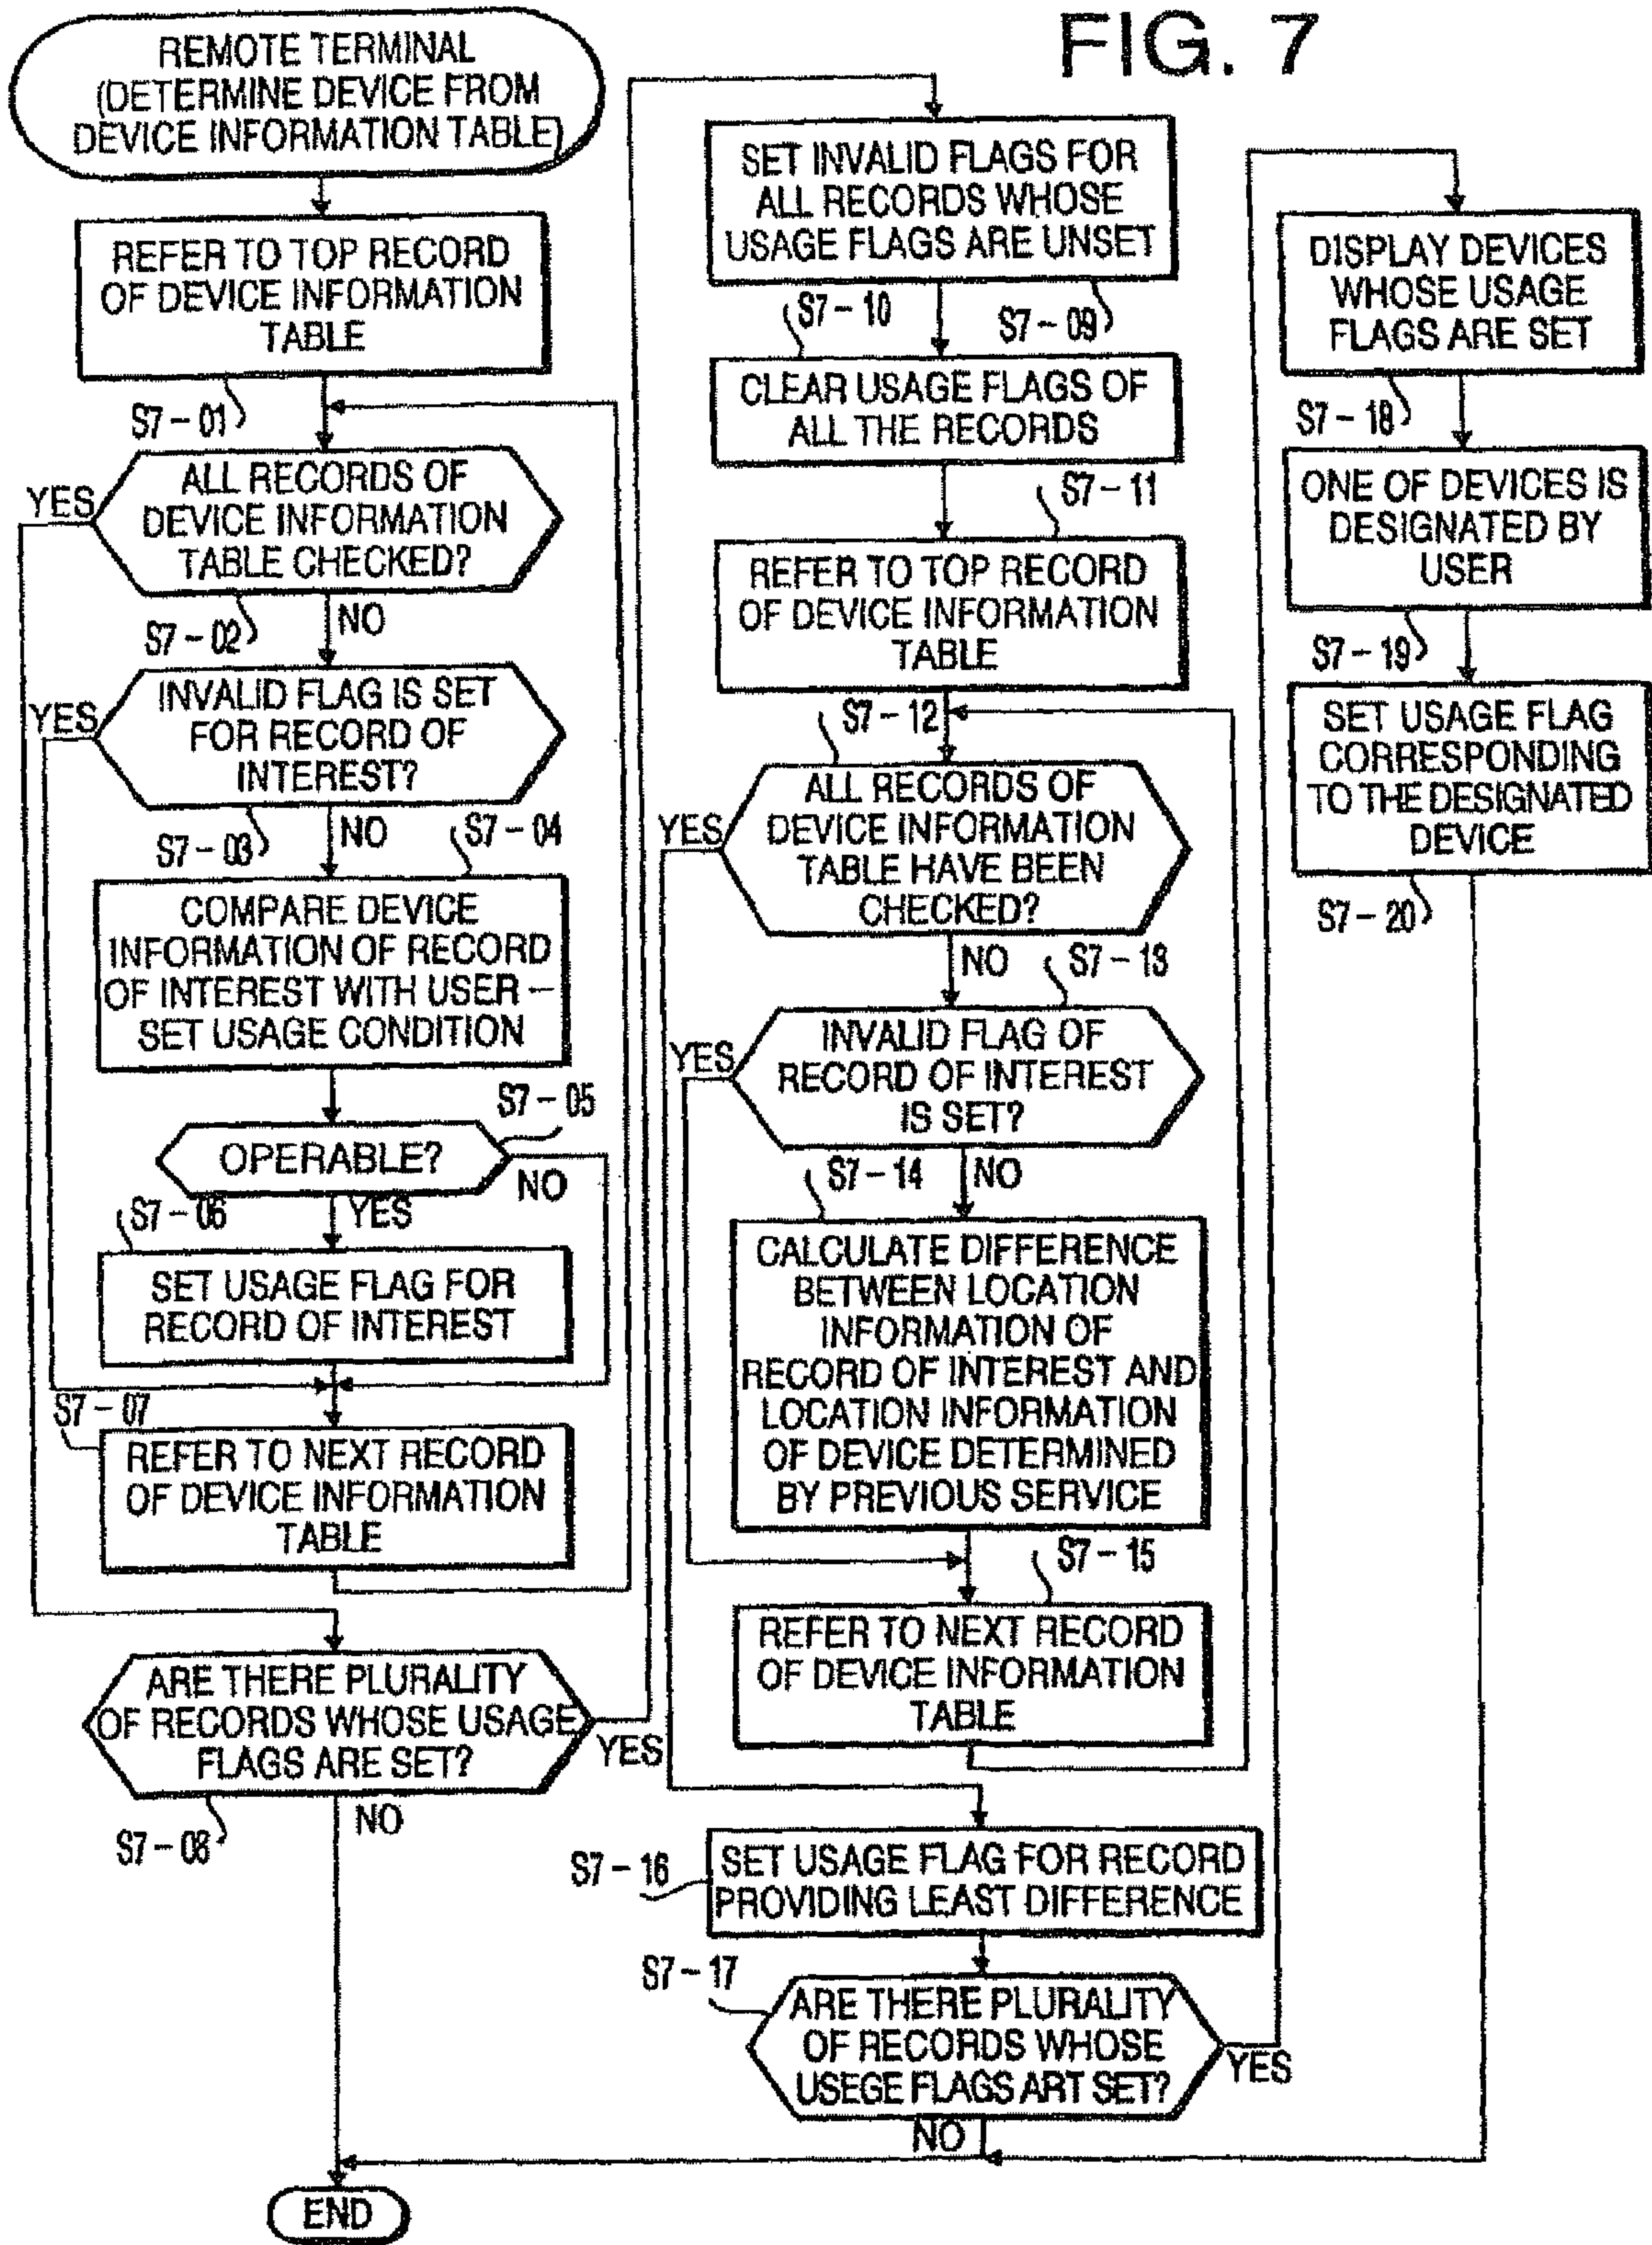 FIG. 7
REMOTE TERMINAL
(DETERMINE DEVICE FROM
DEVICE INFORMATION TABLE)
REFER TO TOP RECORD
OF DEVICE INFORMATION
TABLE
S7-01
ALL RECORDS OF
DEVICE INFORMATION
TABLE CHECKED?
YES
S7-02
NO
INVALID FLAG IS SET
FOR RECORD OF
INTEREST?
YES
S7-03
NO
S7-04
COMPARE DEVICE
INFORMATION OF RECORD
OF INTEREST WITH USER-
SET USAGE CONDITION
S7-05
OPERABLE?
NO
S7-06
YES
SET USAGE FLAG FOR
RECORD OF INTEREST
S7-07
REFER TO NEXT RECORD
OF DEVICE INFORMATION
TABLE
ARE THERE PLURALITY
OF RECORDS WHOSE USAGE
FLAGS ARE SET?
YES
S7-08
NO
END
SET INVALID FLAGS FOR
ALL RECORDS WHOSE
USAGE FLAGS ARE UNSET
S7-10
S7-09
CLEAR USAGE FLAGS OF
ALL THE RECORDS
S7-11
REFER TO TOP RECORD
OF DEVICE INFORMATION
TABLE
S7-12
ALL RECORDS OF
DEVICE INFORMATION
TABLE HAVE BEEN
CHECKED?
YES
NO
S7-13
INVALID FLAG OF
RECORD OF INTEREST
IS SET?
YES
S7-14
NO
CALCULATE DIFFERENCE
BETWEEN LOCATION
INFORMATION OF
RECORD OF INTEREST AND
LOCATION INFORMATION
OF DEVICE DETERMINED
BY PREVIOUS SERVICE
S7-15
REFER TO NEXT RECORD
OF DEVICE INFORMATION
TABLE
S7-16
SET USAGE FLAG FOR RECORD
PROVIDING LEAST DIFFERENCE
S7-17
ARE THERE PLURALITY
OF RECORDS WHOSE
USEGE FLAGS ART SET?
YES
NO
DISPLAY DEVICES
WHOSE USAGE
FLAGS ARE SET
S7-18
ONE OF DEVICES IS
DESIGNATED BY
USER
S7-19
SET USAGE FLAG
CORRESPONDING
TO THE DESIGNATED
DEVICE
S7-20